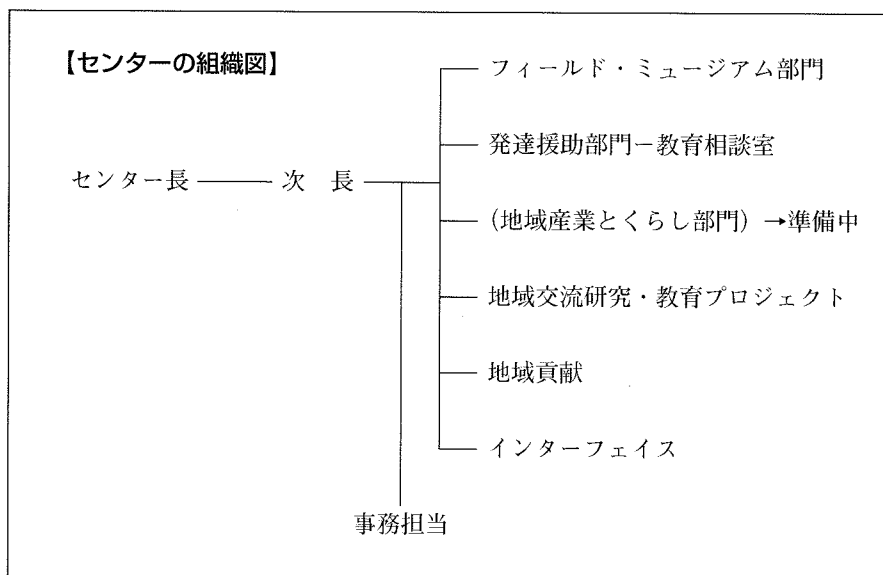 【センターの組織図】
フィールド・ミュージアム部門
発達援助部門－教育相談室
センター長 次　長
(地域産業とくらし部門) →準備中
地域交流研究・教育プロジェクト
地域貢献
インターフェイス
事務担当